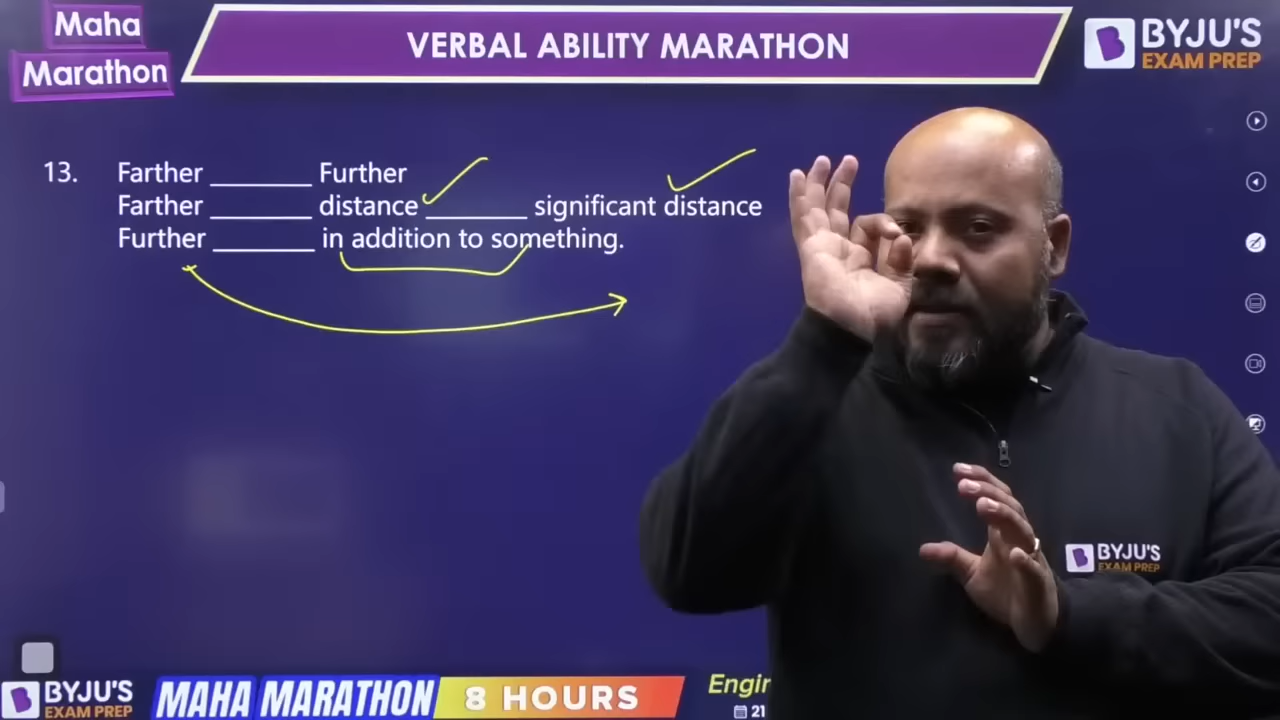 Maha
Marathon
VERBAL ABILITY MARATHON
BYJU'S
EXAM PREP
13. Farther ________ Further
Farther ________ distance ________ significant distance
Further ________ in addition to something.
BYJU'S
EXAM PREP
BYJU'S
EXAM PREP
MAHA MARATHON
8 HOURS
Engir
21